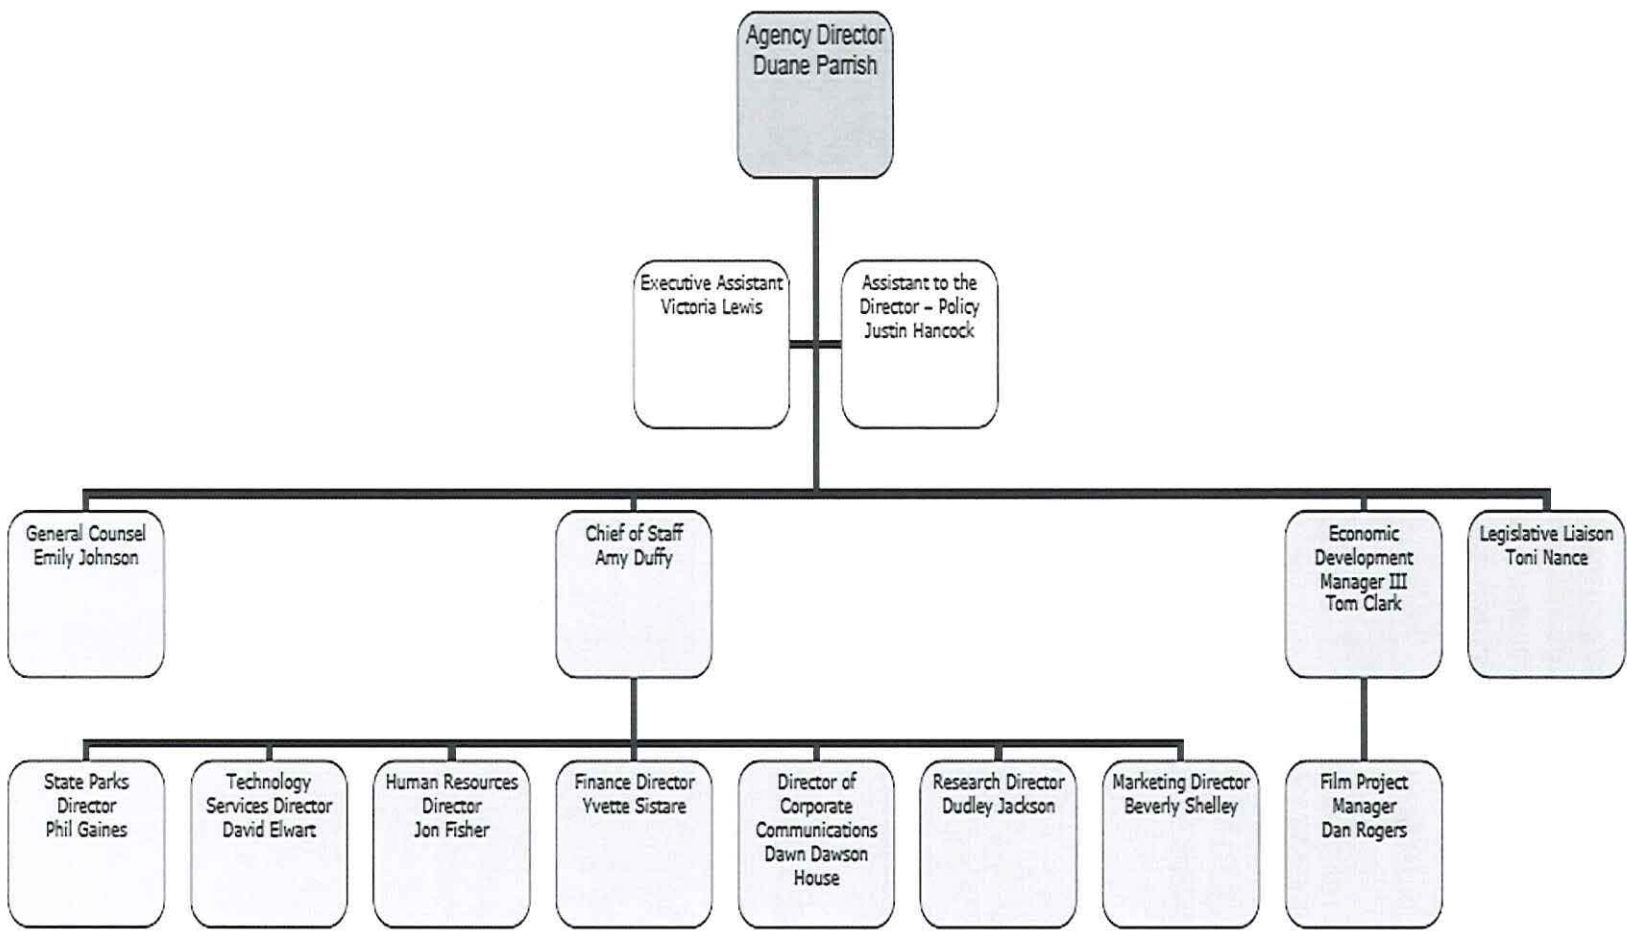 Agency Director
Duane Parrish
Executive Assistant
Victoria Lewis
Assistant to the
Director – Policy
Justin Hancock
General Counsel
Emily Johnson
Chief of Staff
Amy Duffy
Economic
Development
Manager III
Tom Clark
Legislative Liaison
Toni Nance
State Parks
Director
Phil Gaines
Technology
Services Director
David Elwart
Human Resources
Director
Jon Fisher
Finance Director
Yvette Sistare
Director of
Corporate
Communications
Dawn Dawson
House
Research Director
Dudley Jackson
Marketing Director
Beverly Shelley
Film Project
Manager
Dan Rogers